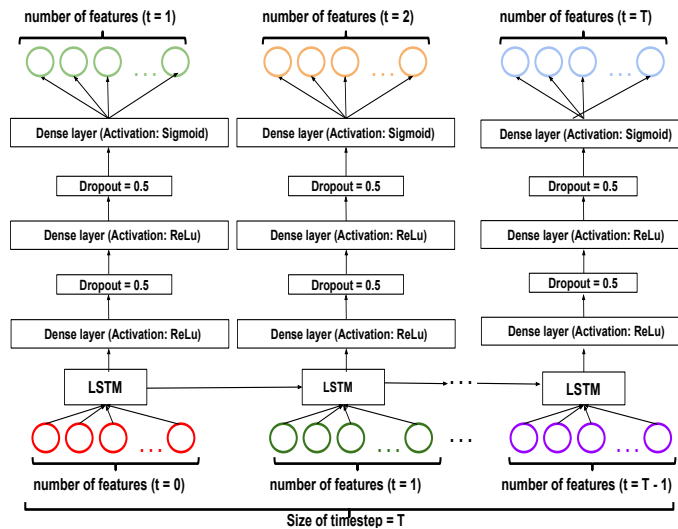 number of features (t = 1) number of features (t = 2) number of features (t = T)
... ... ...
Dense layer (Activation: Sigmoid) Dense layer (Activation: Sigmoid) Dense layer (Activation: Sigmoid)
Dropout = 0.5 Dropout = 0.5 Dropout = 0.5
Dense layer (Activation: ReLu) Dense layer (Activation: ReLu) Dense layer (Activation: ReLu)
Dropout = 0.5 Dropout = 0.5 Dropout = 0.5
Dense layer (Activation: ReLu) Dense layer (Activation: ReLu) Dense layer (Activation: ReLu)
LSTM LSTM ... LSTM
... ... ... ...
number of features (t = 0) number of features (t = 1) number of features (t = T - 1)
Size of timestep = T